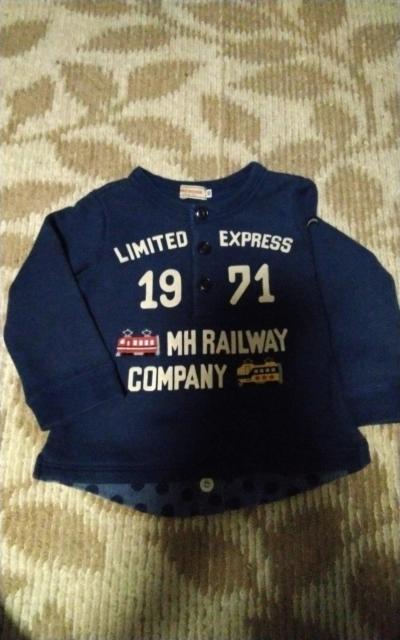 LIMITED EXPRESS
19 71
MH RAILWAY
COMPANY